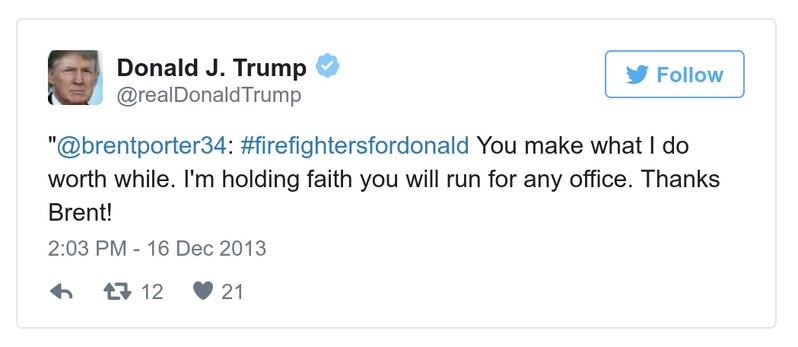 Donald J. Trump
@realDonaldTrump
Follow
"@brentporter34: #firefightersfordonald You make what I do
worth while. I'm holding faith you will run for any office. Thanks
Brent!
2:03 PM - 16 Dec 2013
12 21